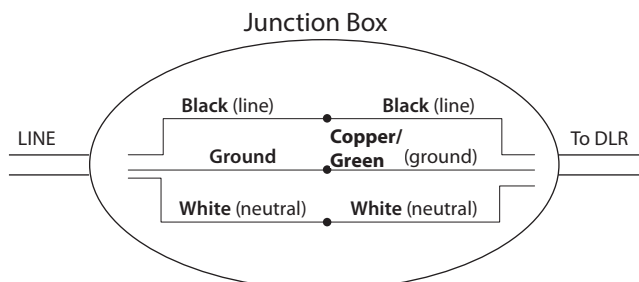 Junction Box
Black (line) Black (line)
LINE Copper/ To DLR
Ground Green (ground)
White (neutral) White (neutral)